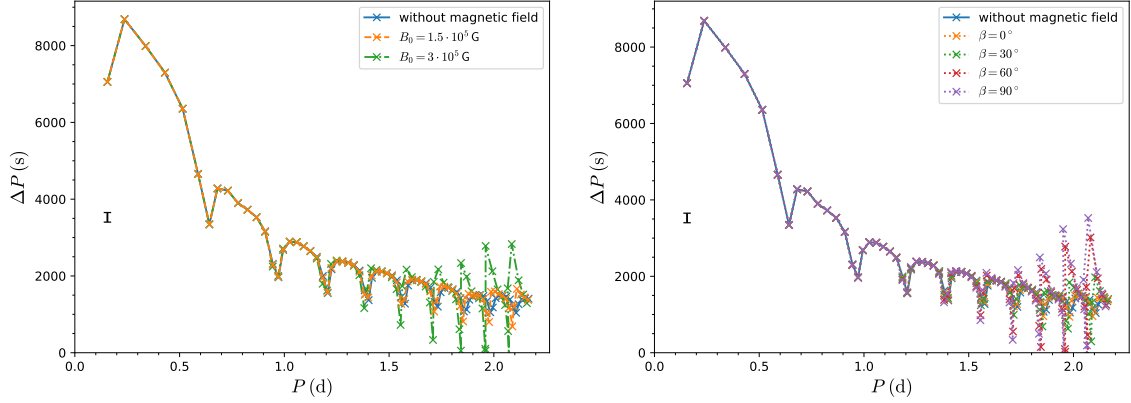 without magnetic field
B₀ = 1.5 · 10⁵ G
B₀ = 3 · 10⁵ G
8000
6000
4000
2000
0
ΔP (s)
0.0 0.5 1.0 1.5 2.0
P (d)
without magnetic field
β = 0°
β = 30°
β = 60°
β = 90°
8000
6000
4000
2000
0
ΔP (s)
0.0 0.5 1.0 1.5 2.0
P (d)